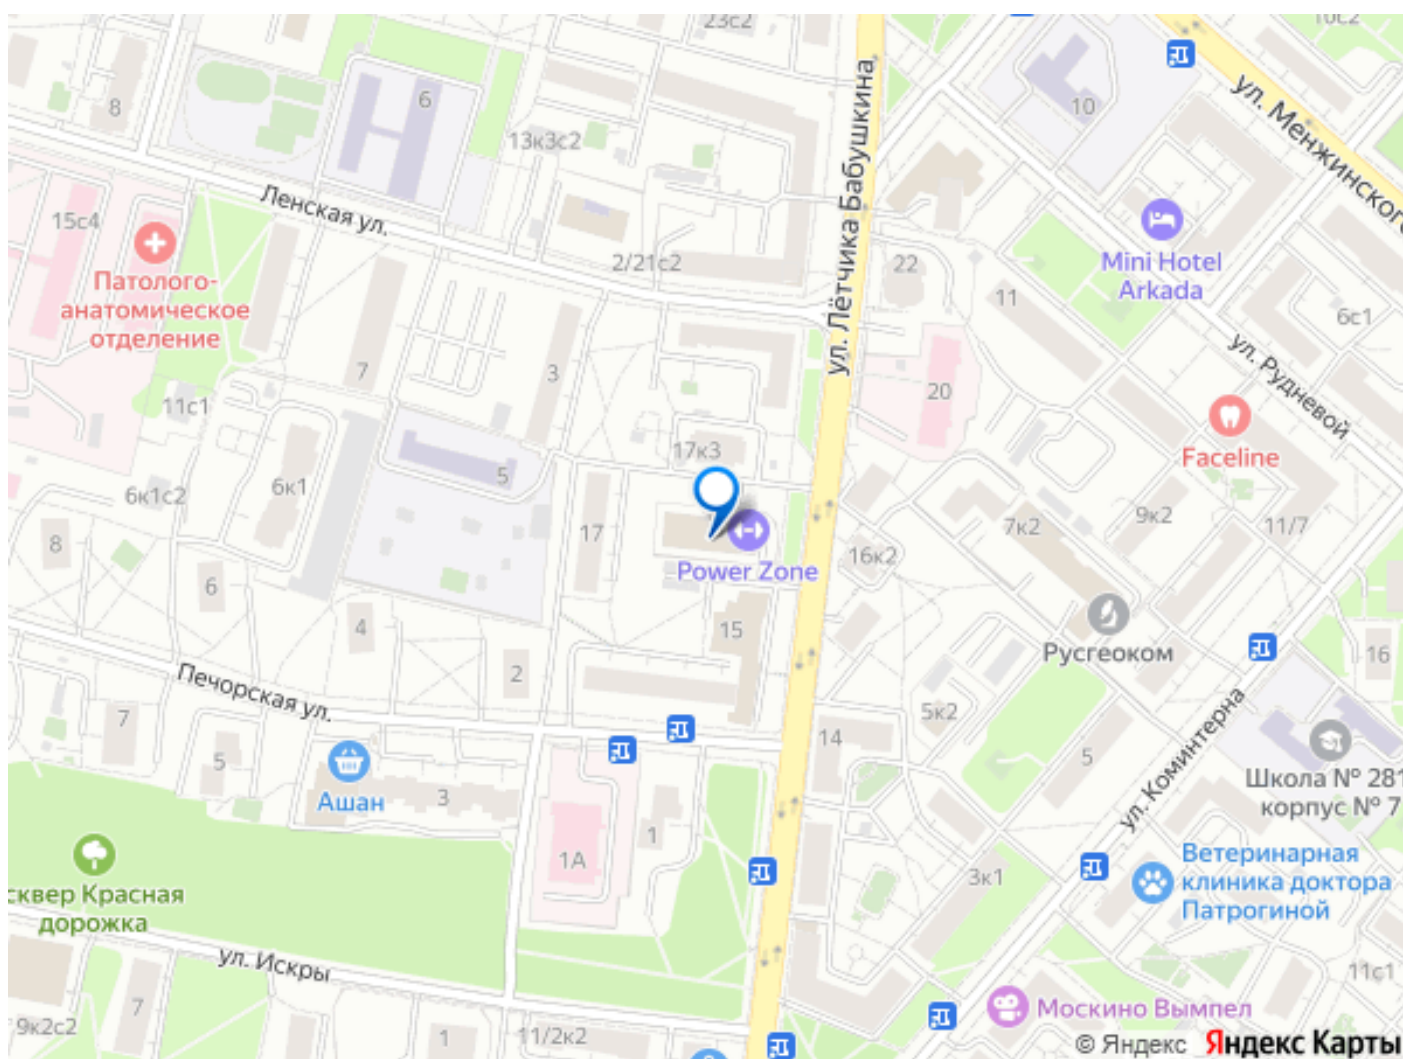 23с2
10с2
ул. Менжинского
8
6
10
13к3с2
ул. Лётчика Бабушкина
Ленская ул.
15с4
Патолого-
анатомическое
отделение
2/21с2
22
Mini Hotel
Arkada
11
6с1
ул. Рудневой
7
3
20
11с1
17к3
Faceline
6к1с2
6к1
5
8
17
7к2
9к2
11/7
16к2
Power Zone
6
4
15
Русгеоком
16
2
Печорская ул.
7
5к2
14
5
ул. Коминтерна
5
Ашан
3
Школа № 281
корпус № 7
1
1А
3к1
Ветеринарная
клиника доктора
Патрогиной
сквер Красная
дорожка
ул. Искры
11с1
7
Москино Вымпел
9к2с2
1
11/2к2
© Яндекс Яндекс Карты